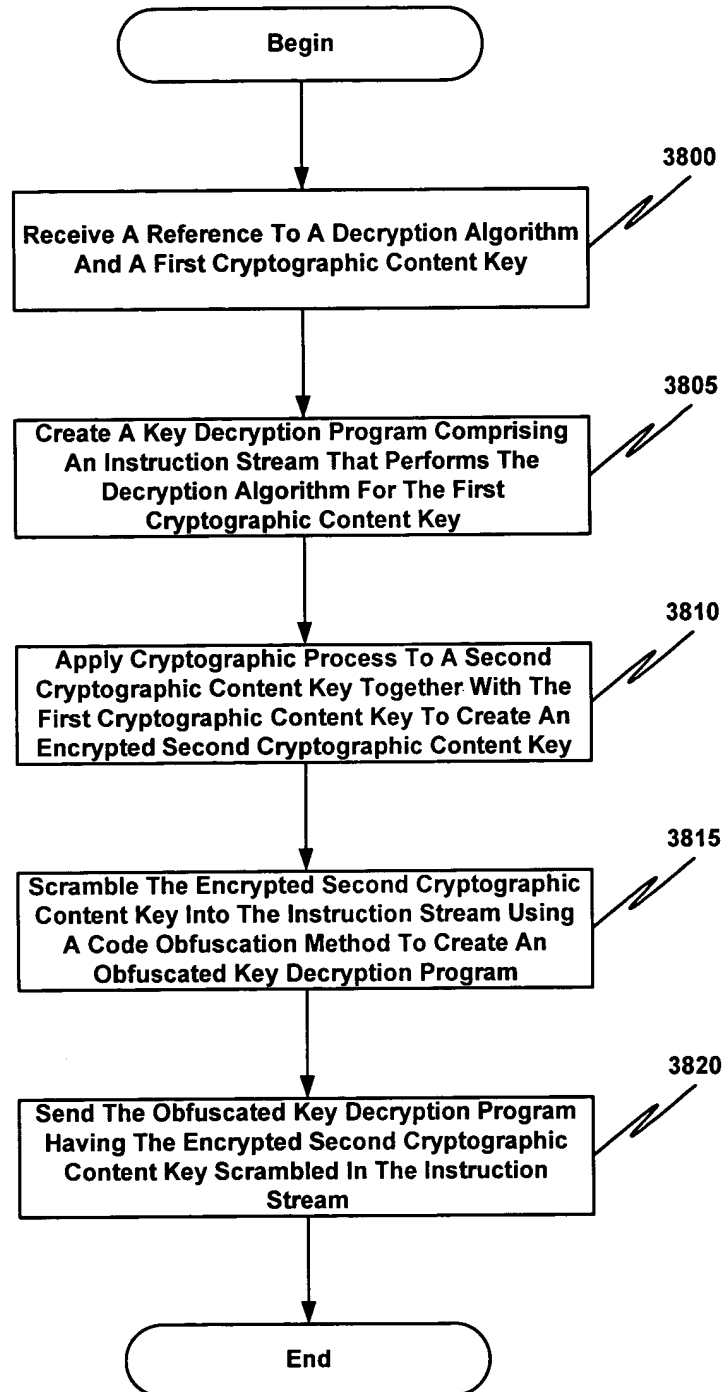 Begin
3800
Receive A Reference To A Decryption Algorithm
And A First Cryptographic Content Key
3805
Create A Key Decryption Program Comprising
An Instruction Stream That Performs The
Decryption Algorithm For The First
Cryptographic Content Key
3810
Apply Cryptographic Process To A Second
Cryptographic Content Key Together With The
First Cryptographic Content Key To Create An
Encrypted Second Cryptographic Content Key
3815
Scramble The Encrypted Second Cryptographic
Content Key Into The Instruction Stream Using
A Code Obfuscation Method To Create An
Obfuscated Key Decryption Program
3820
Send The Obfuscated Key Decryption Program
Having The Encrypted Second Cryptographic
Content Key Scrambled In The Instruction
Stream
End